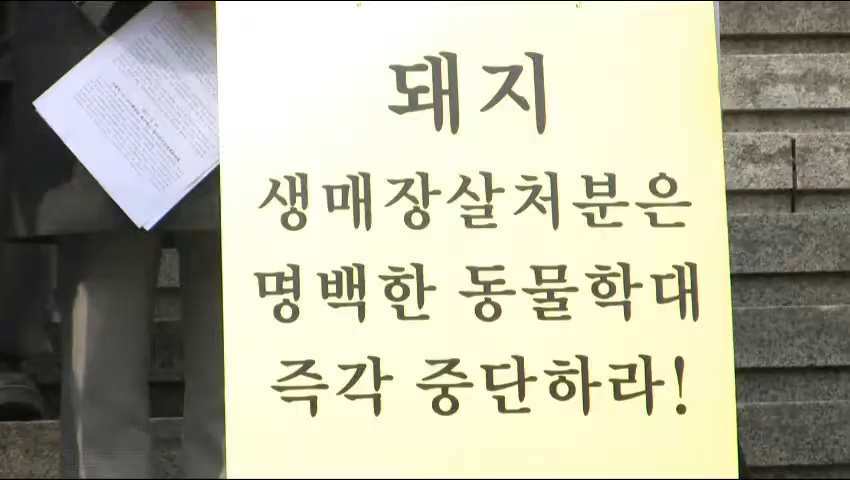 돼지
생매장살처분은
명백한 동물학대
즉각 중단하라!